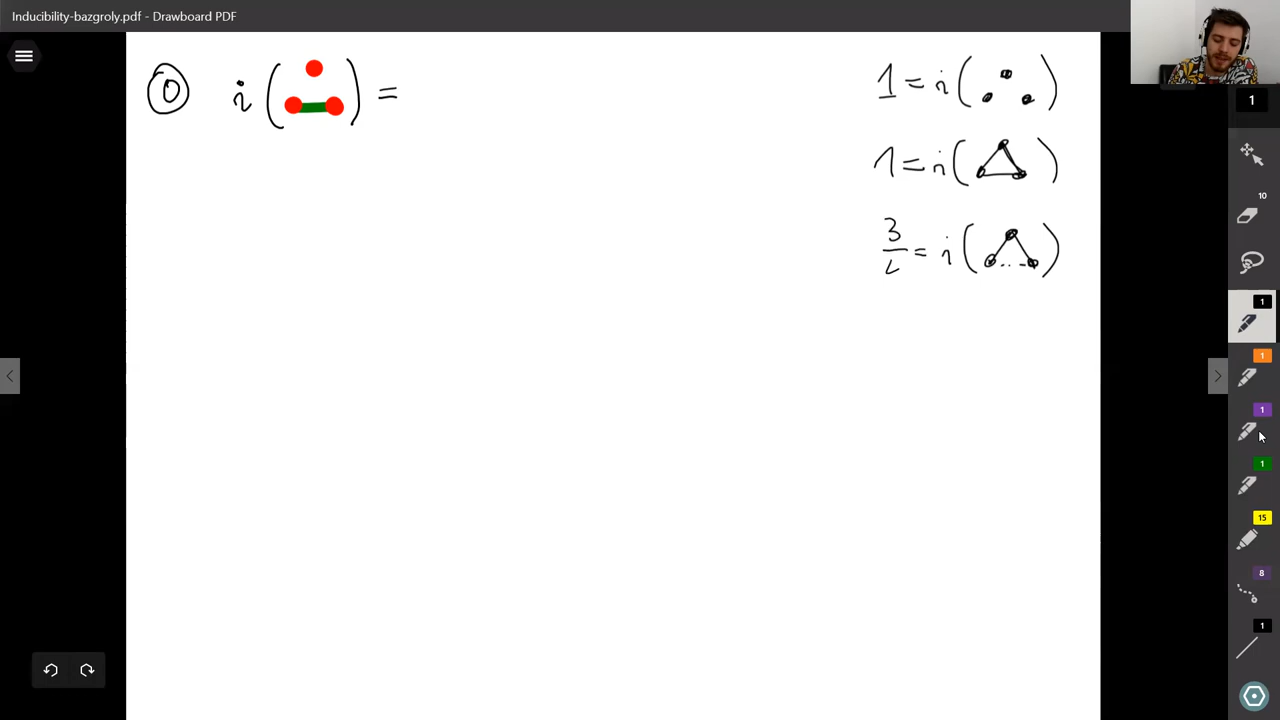 Inducibility-bazgroly.pdf - Drawboard PDF
0 i ( ) =
1 = i ( )
1 = i ( )
3/4 = i ( )
1
10
1
1
1
1
15
8
1